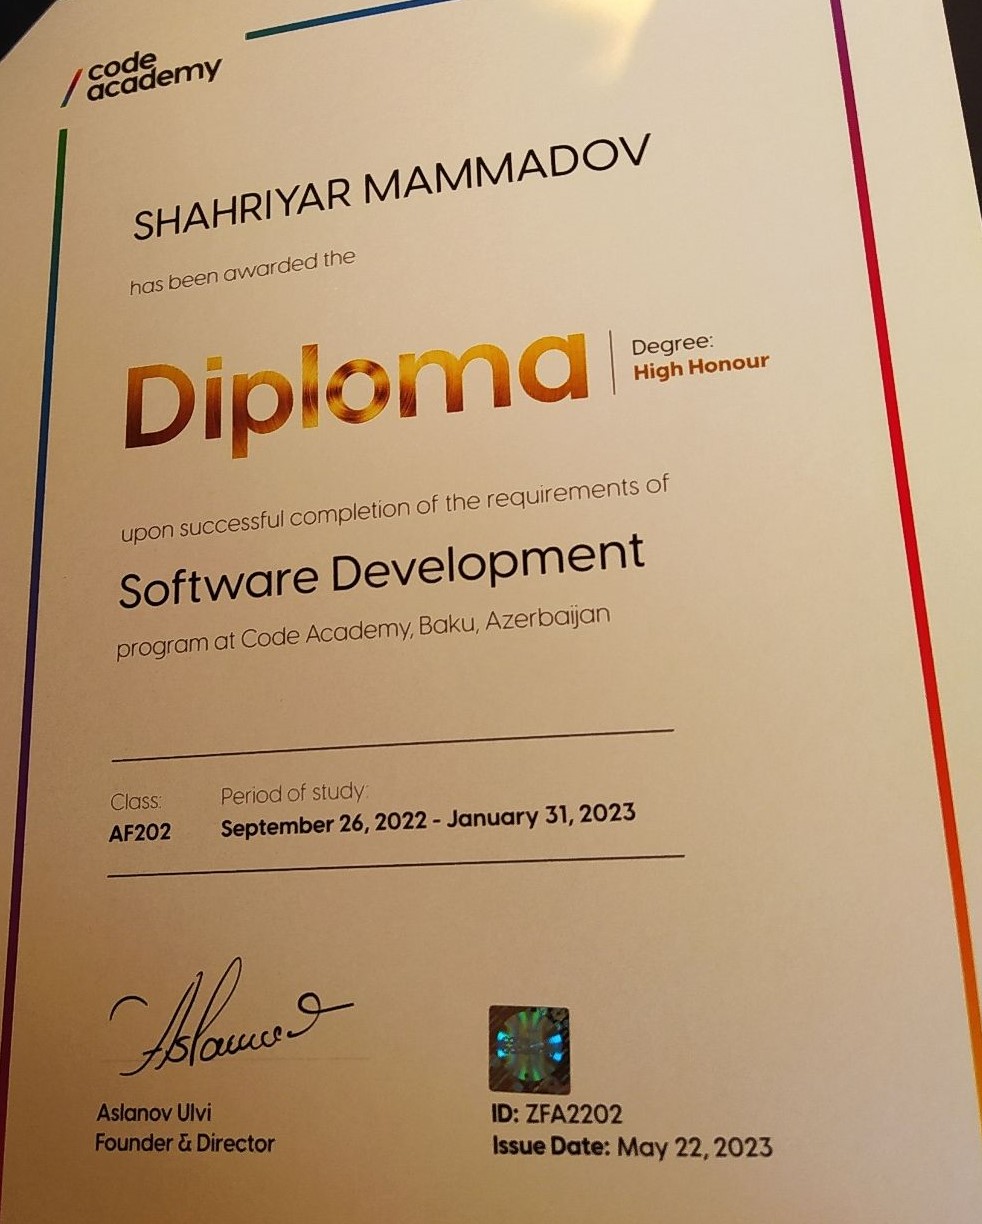 code
academy
SHAHRIYAR MAMMADOV
has been awarded the
Diploma
Degree:
High Honour
upon successful completion of the requirements of
Software Development
program at Code Academy, Baku, Azerbaijan
Class:
AF202
Period of study:
September 26, 2022 - January 31, 2023
Aslanov Ulvi
Founder & Director
ID: ZFA2202
Issue Date: May 22, 2023